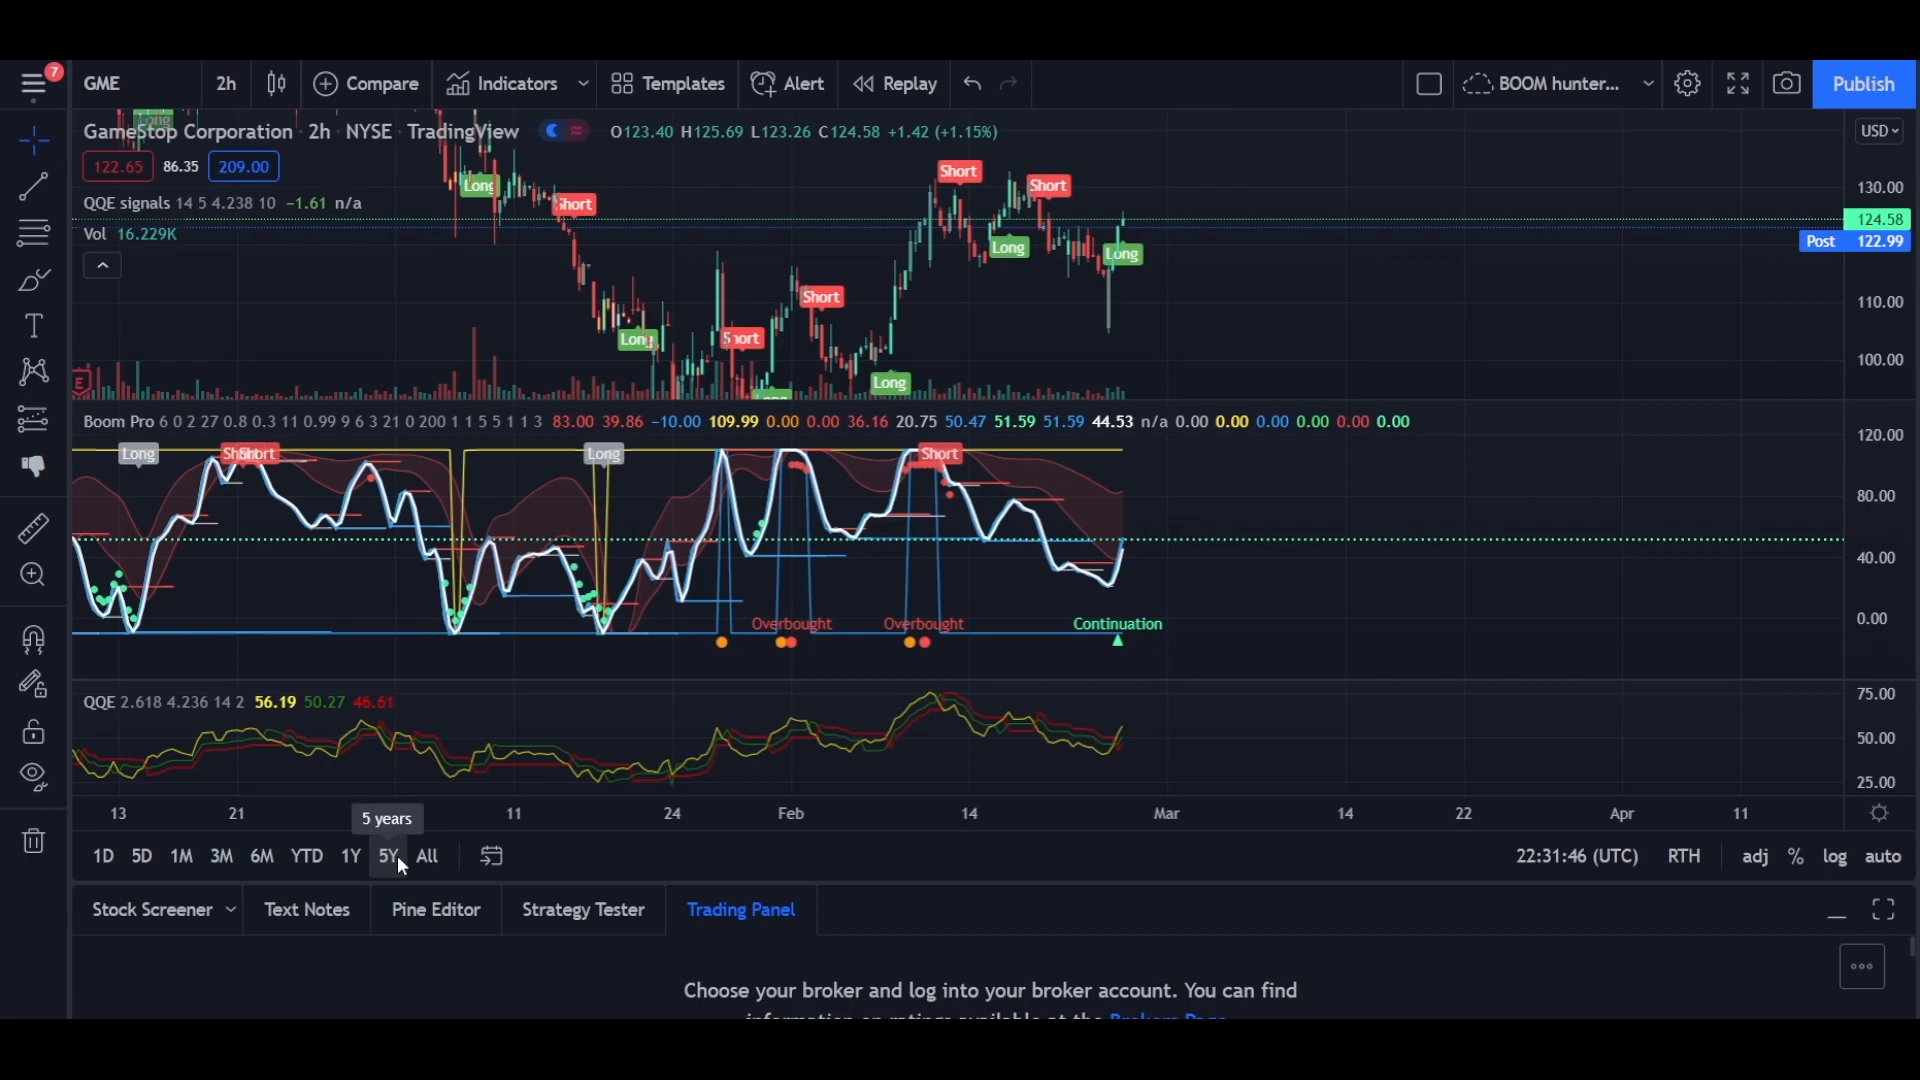 7
GME 2h Compare Indicators Templates Alert Replay BOOM hunter... Publish
Long
GameStop Corporation · 2h · NYSE · TradingView O123.40 H125.69 L123.26 C124.58 +1.42 (+1.15%) USD
122.65 86.35 209.00
QQE signals 14 5 4.238 10 −1.61 n/a
Vol 16.229K
Long Short Short Short
Long Long
Short
Long Short
Long
130.00
124.58
Post 122.99
110.00
100.00
E
Boom Pro 6 0 2 27 0.8 0.3 11 0.99 9 6 3 21 0 200 1 1 5 5 1 1 3 83.00 39.86 −10.00 109.99 0.00 0.00 36.16 20.75 50.47 51.59 51.59 44.53 n/a 0.00 0.00 0.00 0.00 0.00 0.00
120.00
Long Short Long Short
80.00
40.00
0.00
Overbought Overbought Continuation
QQE 2.618 4.236 14 2 56.19 50.27 46.61
75.00
50.00
25.00
13 21 11 24 Feb 14 Mar 14 22 Apr 11
5 years
1D 5D 1M 3M 6M YTD 1Y 5Y All 22:31:46 (UTC) RTH adj % log auto
Stock Screener Text Notes Pine Editor Strategy Tester Trading Panel
Choose your broker and log into your broker account. You can find
information on ratings available at the Brokers Page